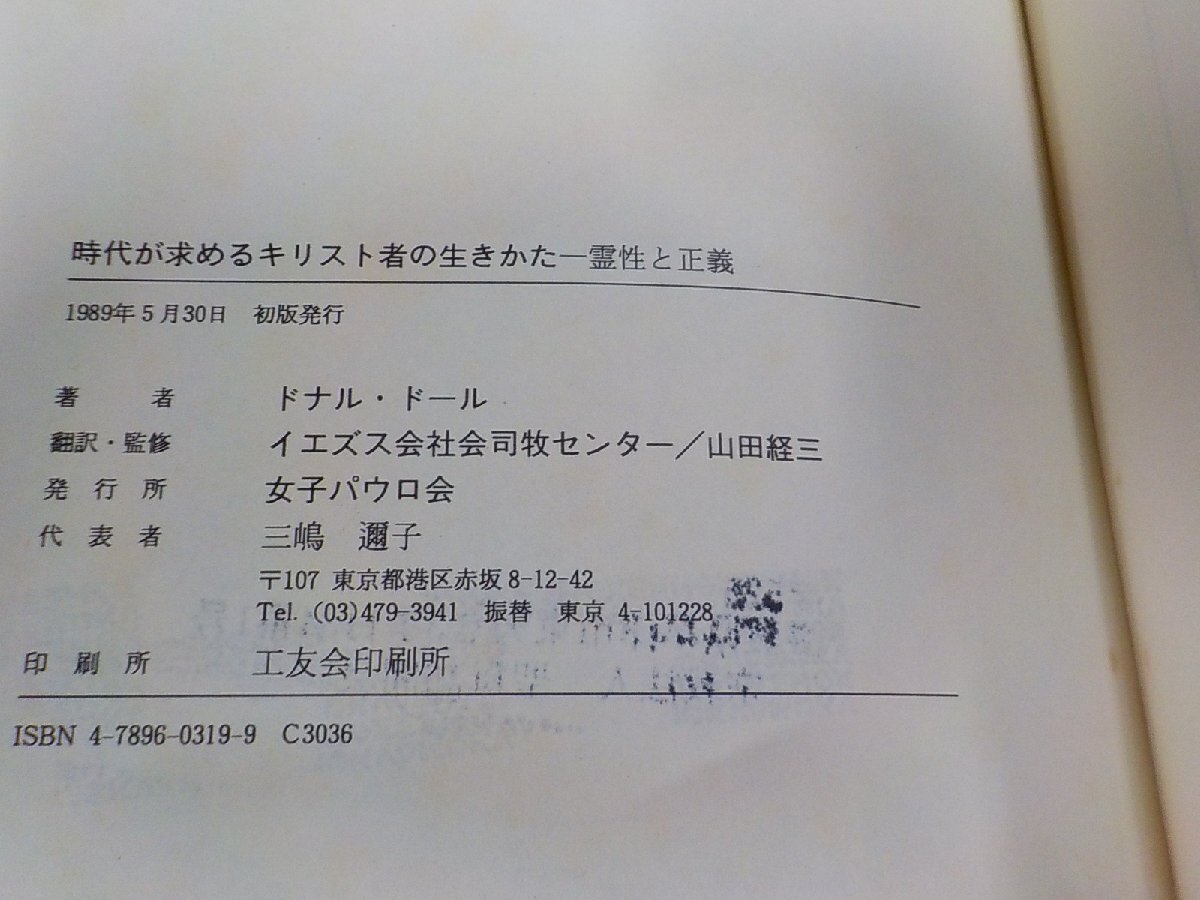 時代が求めるキリスト者の生きかた―霊性と正義
1989年5月30日 初版発行
著者 ドナル・ドール
翻訳・監修 イエズス会社会司牧センター／山田経三
発行所 女子パウロ会
代表者 三嶋 邇子
〒107 東京都港区赤坂8-12-42
Tel. (03)479-3941 振替 東京 4-101228
印刷所 工友会印刷所
ISBN 4-7896-0319-9 C3036